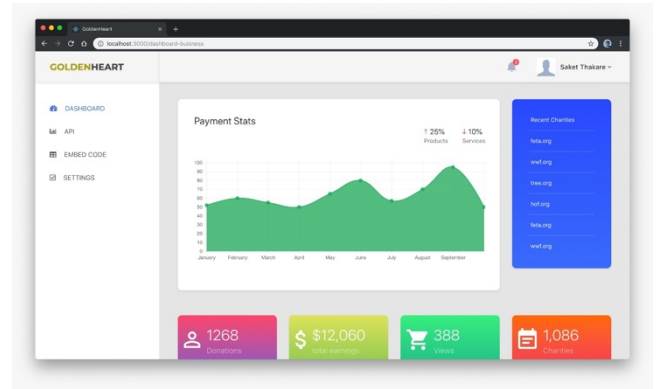 GoldenHeart
localhost:3000/dashboard-buisness
GOLDENHEART
2
Saket Thakare
DASHBOARD
API
EMBED CODE
SETTINGS
Payment Stats
↑ 25%
Products
↓ 10%
Services
100
90
80
70
60
50
40
30
20
10
0
January February March April May June July August September
Recent Charities
feta.org
wwf.org
tree.org
hof.org
feta.org
wwf.org
1268
Donations
$12,060
total earnings
388
Views
1,086
Charities